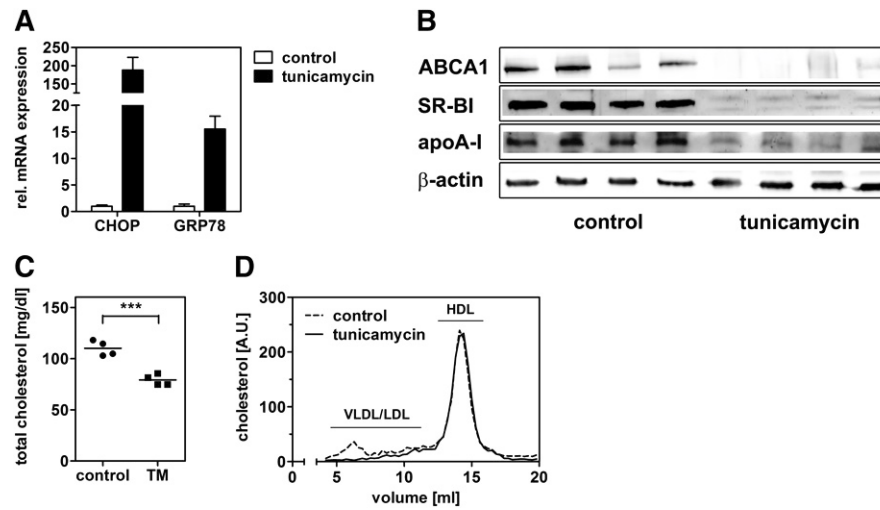 A
rel. mRNA expression
250
200
150
100
50
20
15
10
5
0
CHOP GRP78
control
tunicamycin
B
ABCA1
SR-BI
apoA-I
β-actin
control tunicamycin
C
total cholesterol [mg/dl]
150
100
50
0
***
control TM
D
cholesterol [A.U.]
300
200
100
0
control
tunicamycin
HDL
VLDL/LDL
0 5 10 15 20
volume [ml]